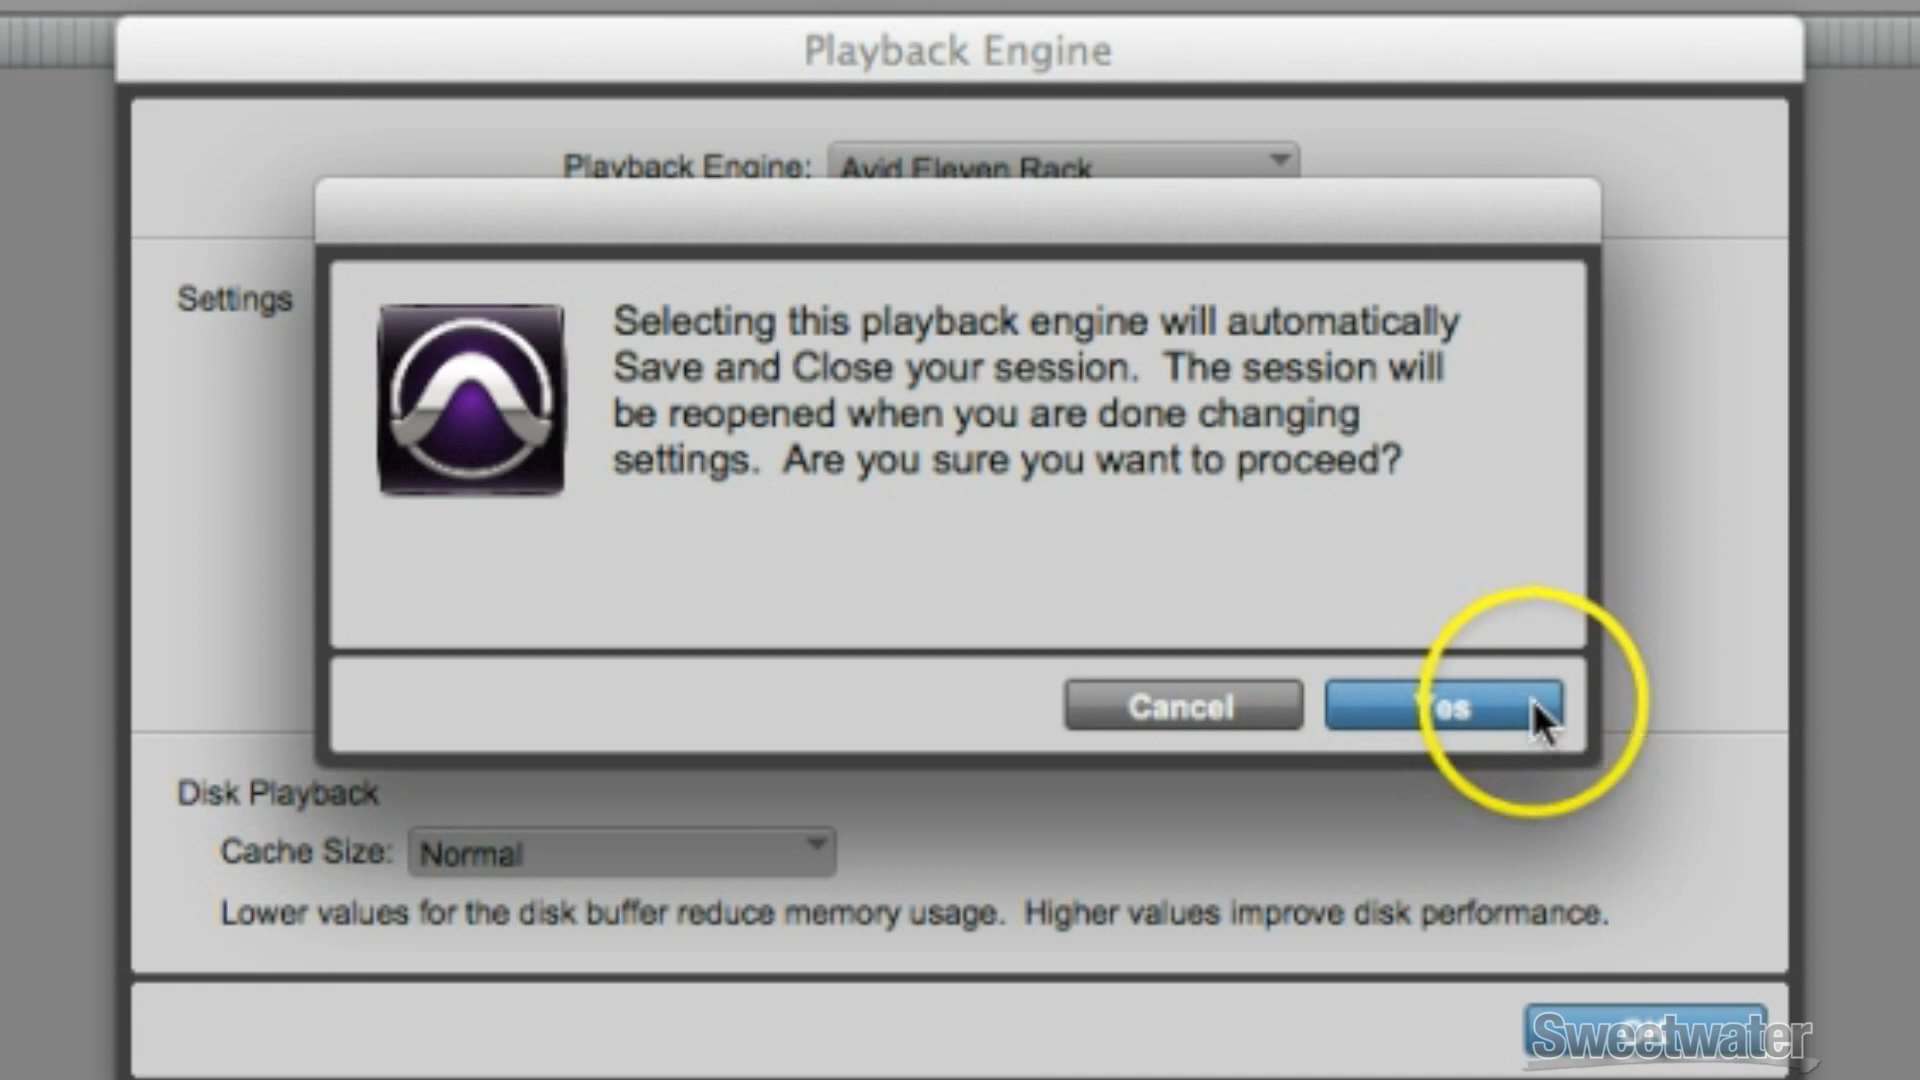 Playback Engine
Playback Engine: Avid Eleven Rack
Settings
Selecting this playback engine will automatically
Save and Close your session. The session will
be reopened when you are done changing
settings. Are you sure you want to proceed?
Cancel Yes
Disk Playback
Cache Size: Normal
Lower values for the disk buffer reduce memory usage. Higher values improve disk performance.
Sweetwater